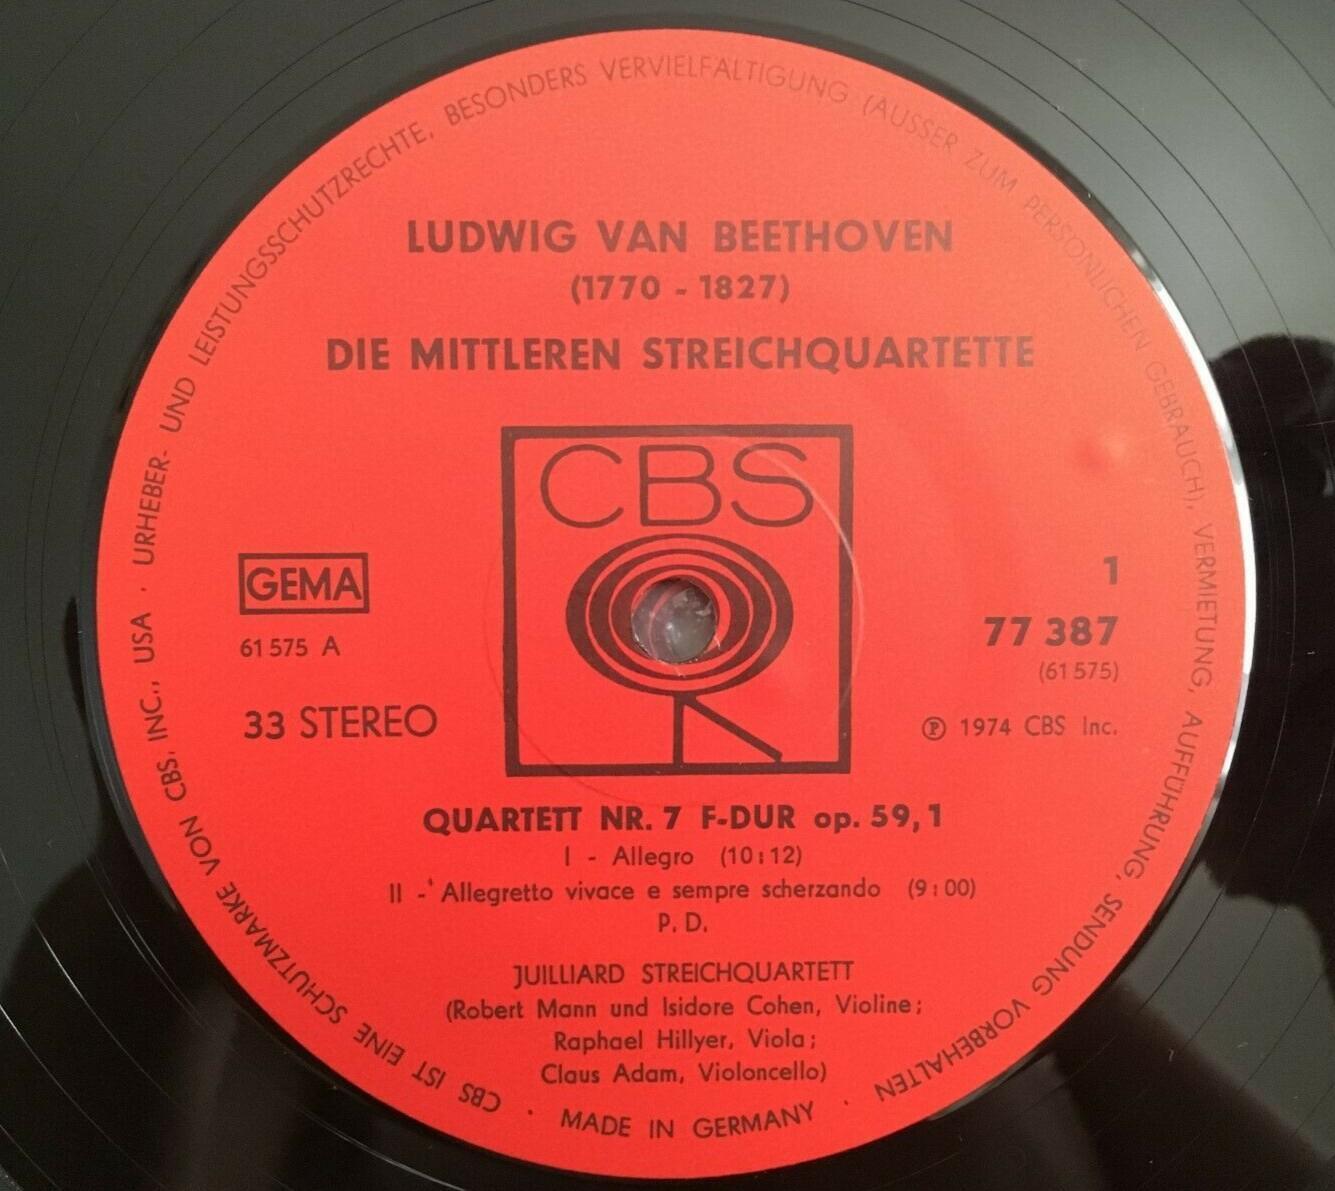 LUDWIG VAN BEETHOVEN
(1770 - 1827)
DIE MITTLEREN STREICHQUARTETTE
CBS
GEMA
61 575 A
33 STEREO
1
77 387
(61 575)
℗ 1974 CBS Inc.
QUARTETT NR. 7 F-DUR op. 59, 1
I - Allegro (10:12)
II - Allegretto vivace e sempre scherzando (9:00)
P. D.
JUILLIARD STREICHQUARTETT
(Robert Mann und Isidore Cohen, Violine;
Raphael Hillyer, Viola;
Claus Adam, Violoncello)
CBS IST EINE SCHUTZMARKE VON CBS, INC., USA · URHEBER- UND LEISTUNGSSCHUTZRECHTE, BESONDERS VERVIELFÄLTIGUNG (AUSSER ZUM PERSÖNLICHEN GEBRAUCH), VERMIETUNG, AUFFÜHRUNG, SENDUNG VORBEHALTEN ·
MADE IN GERMANY ·